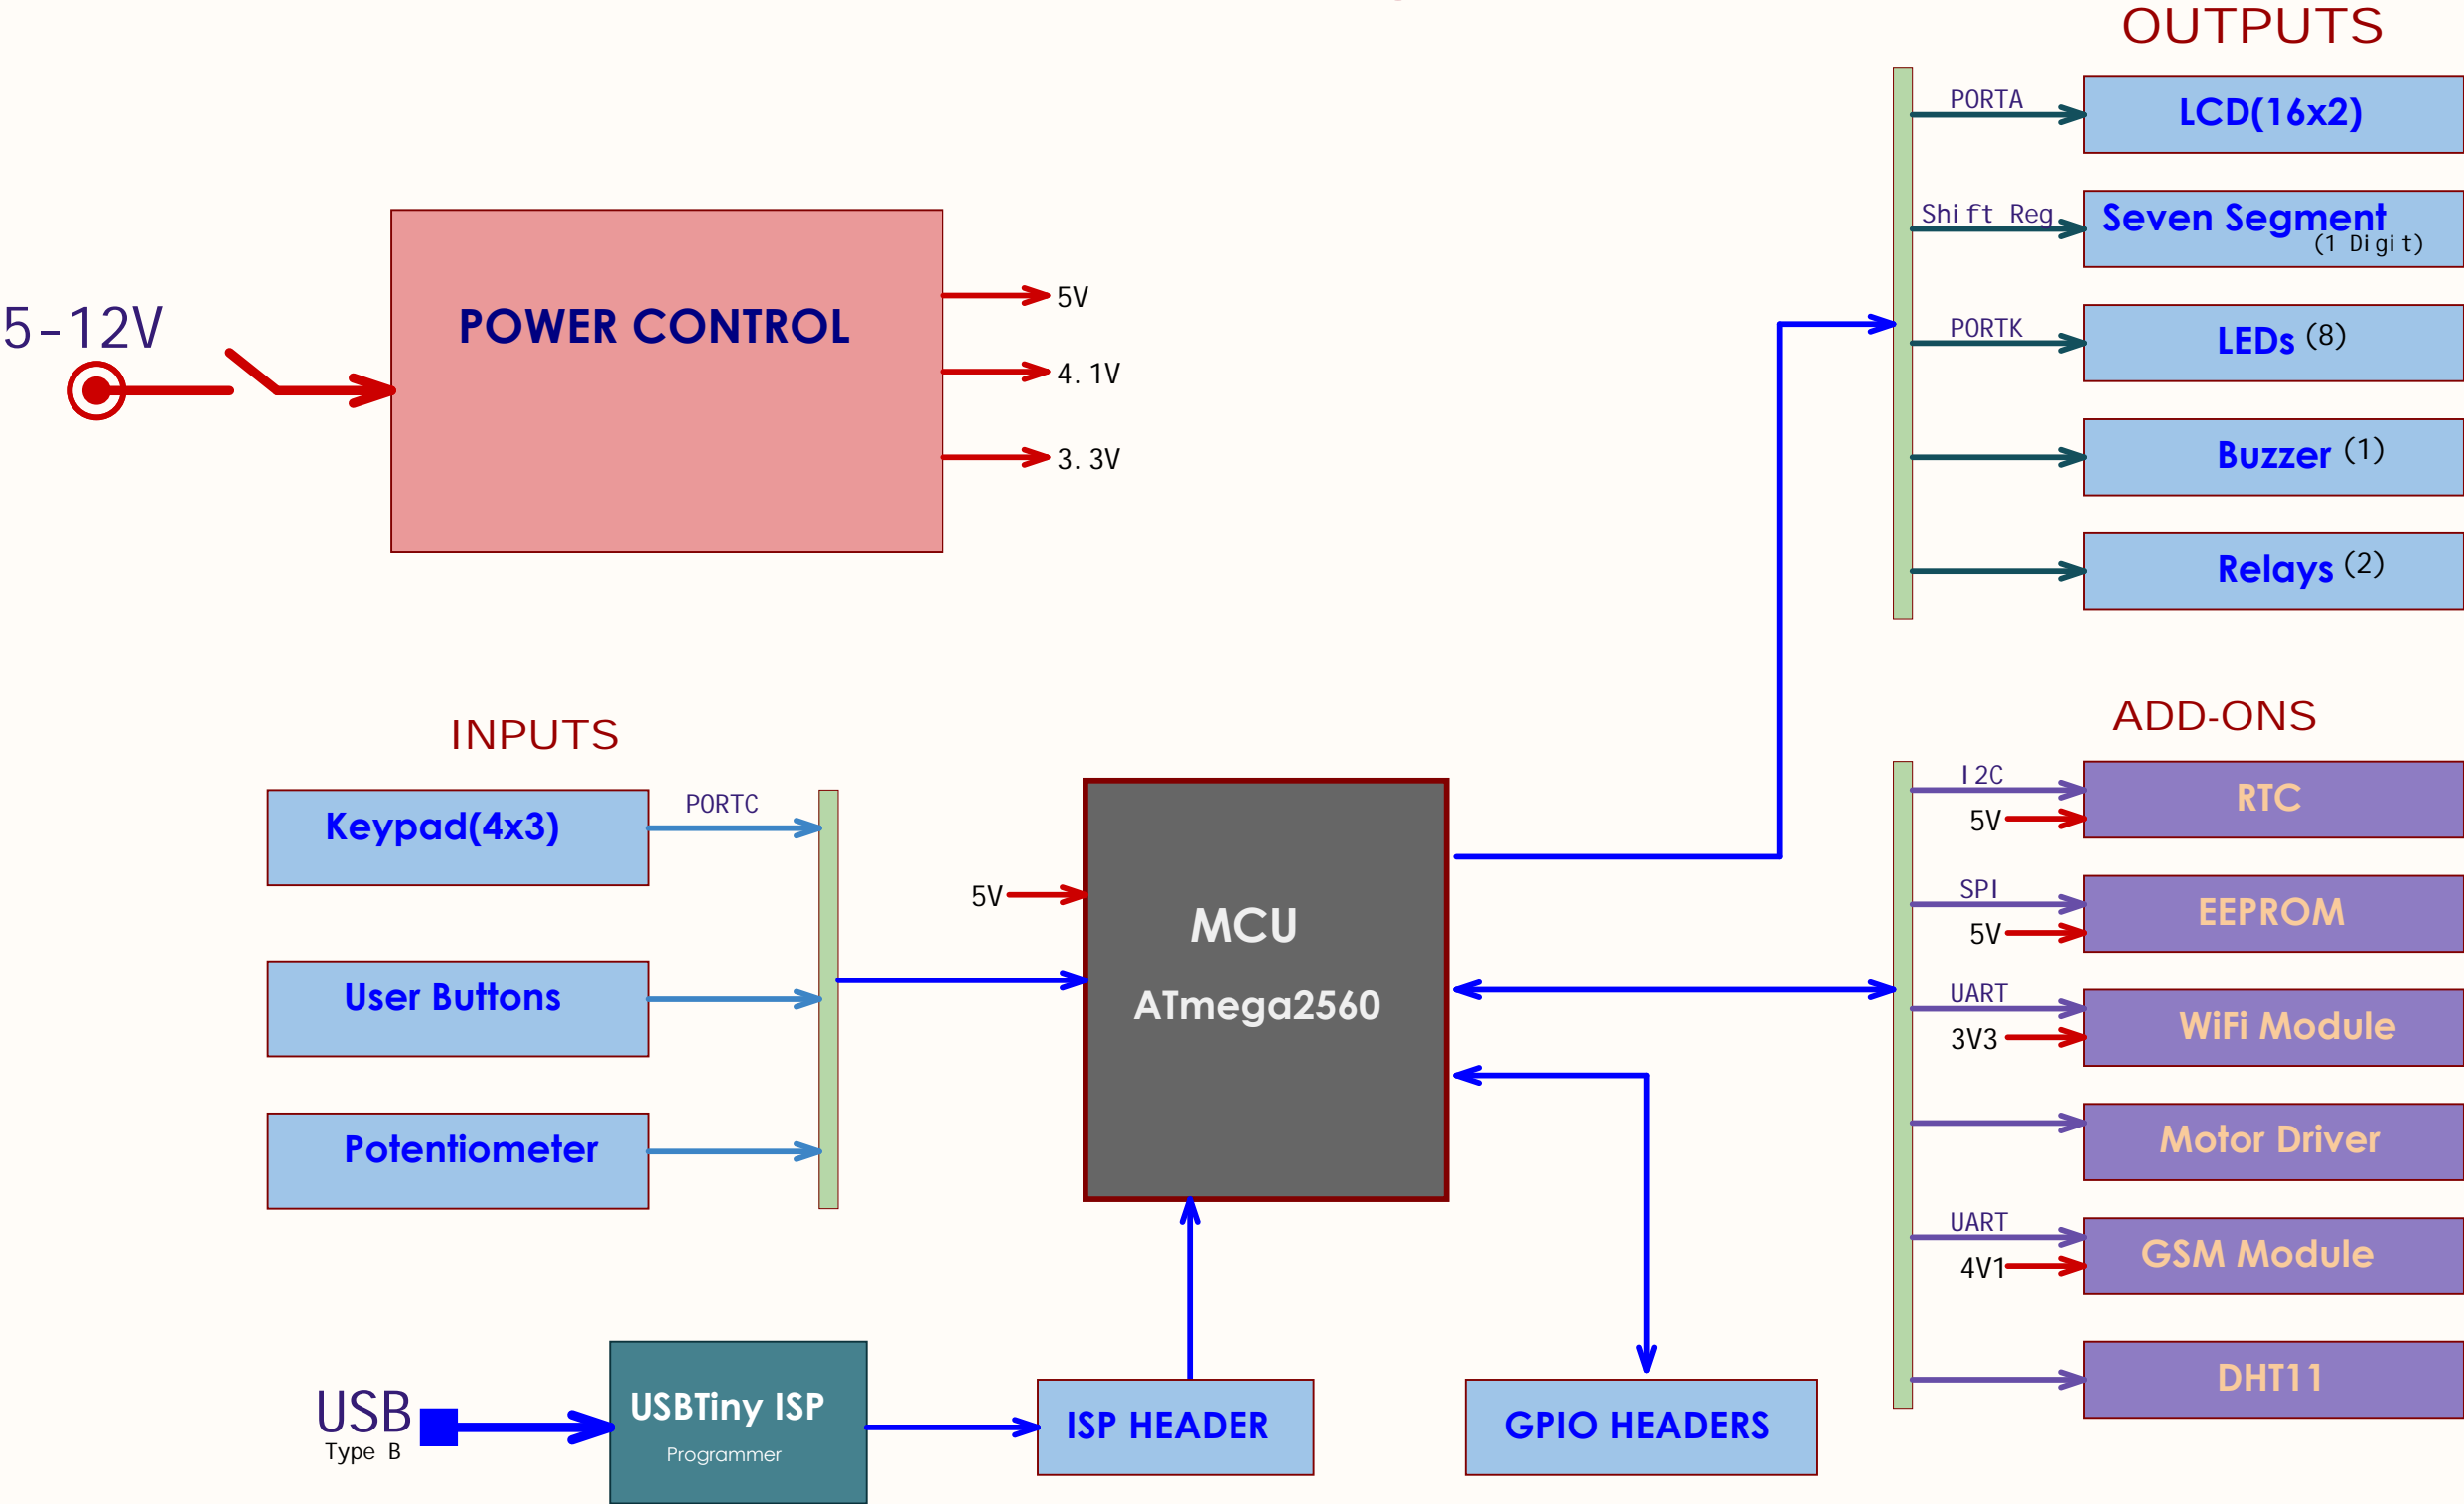 OUTPUTS
PORTA
LCD(16x2)
Shift Reg
Seven Segment
(1 Digit)
PORTK
LEDs (8)
Buzzer (1)
Relays (2)
5-12V
POWER CONTROL
5V
4.1V
3.3V
INPUTS
Keypad(4x3)
PORTC
User Buttons
Potentiometer
5V
MCU
ATmega2560
ADD-ONS
I2C
RTC
5V
SPI
EEPROM
5V
UART
WiFi Module
3V3
Motor Driver
UART
GSM Module
4V1
DHT11
USB
Type B
USBTiny ISP
Programmer
ISP HEADER
GPIO HEADERS